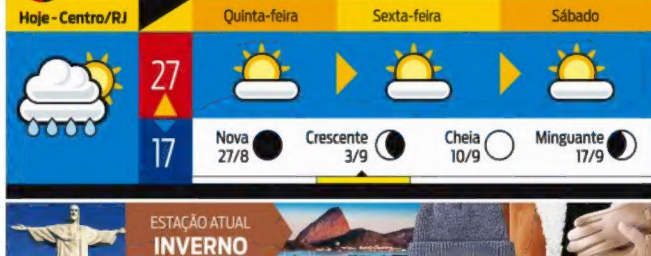 Hoje - Centro/RJ
Quinta-feira
Sexta-feira
Sábado
27
17
Nova
27/8
Crescente
3/9
Cheia
10/9
Minguante
17/9
ESTAÇÃO ATUAL
INVERNO